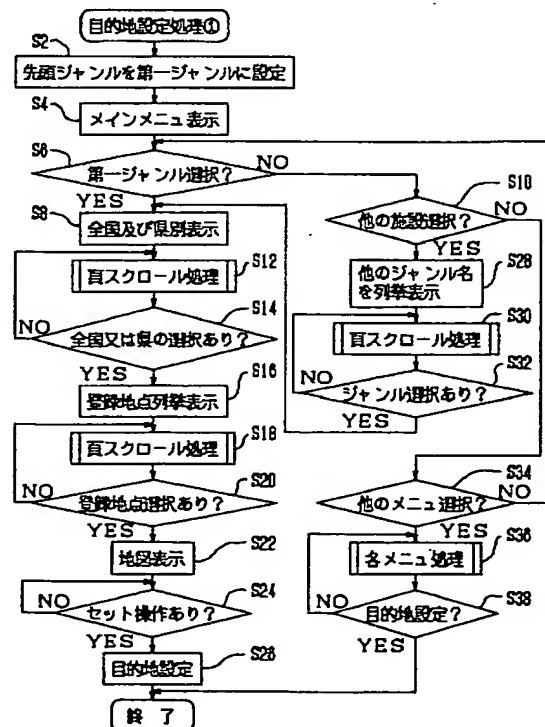 目的地設定処理①
S2
先頭ジャンルを第一ジャンルに設定
S4
メインメニュ表示
S6
第一ジャンル選択?
NO
YES
S8
全国及び県別表示
S12
頁スクロール処理
S14
全国又は県の選択あり?
NO
YES
S16
登録地点列挙表示
S18
頁スクロール処理
S20
登録地点選択あり?
NO
YES
S22
地図表示
S24
セット操作あり?
NO
YES
S26
目的地設定
終了
S10
他の施設選択?
NO
YES
S28
他のジャンル名
を列挙表示
S30
頁スクロール処理
S32
ジャンル選択あり?
NO
YES
S34
他のメニュ選択?
NO
YES
S36
各メニュ処理
S38
目的地設定?
NO
YES